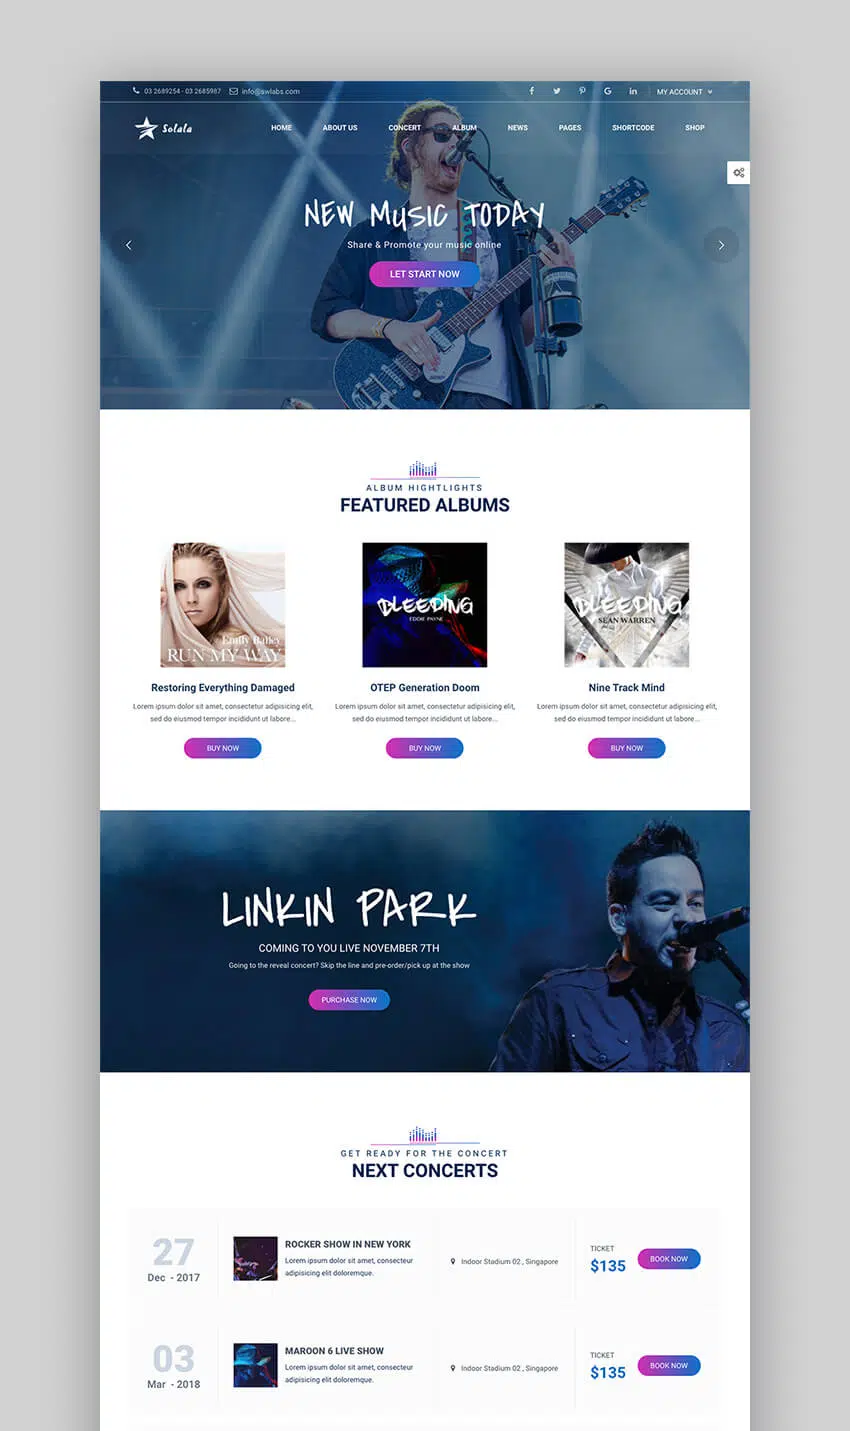 03 2689254 - 03 2685987 info@swlabs.com MY ACCOUNT
Solala HOME ABOUT US CONCERT ALBUM NEWS PAGES SHORTCODE SHOP
NEW MUSIC TODAY
Share & Promote your music online
LET START NOW
ALBUM HIGHTLIGHTS
FEATURED ALBUMS
Emily Bailey
RUN MY WAY
BLEEDING
EDDIE PAYNE
BLEEDING
SEAN WARREN
Restoring Everything Damaged
Lorem ipsum dolor sit amet, consectetur adipisicing elit,
sed do eiusmod tempor incididunt ut labore...
BUY NOW
OTEP Generation Doom
Lorem ipsum dolor sit amet, consectetur adipisicing elit,
sed do eiusmod tempor incididunt ut labore...
BUY NOW
Nine Track Mind
Lorem ipsum dolor sit amet, consectetur adipisicing elit,
sed do eiusmod tempor incididunt ut labore...
BUY NOW
LINKIN PARK
COMING TO YOU LIVE NOVEMBER 7TH
Going to the reveal concert? Skip the line and pre-order/pick up at the show
PURCHASE NOW
GET READY FOR THE CONCERT
NEXT CONCERTS
27
Dec - 2017
ROCKER SHOW IN NEW YORK
Lorem ipsum dolor sit amet, consecteur
adipisicing elit doloremque.
Indoor Stadium 02 , Singapore
TICKET
$135
BOOK NOW
03
Mar - 2018
MAROON 6 LIVE SHOW
Lorem ipsum dolor sit amet, consecteur
adipisicing elit doloremque.
Indoor Stadium 02 , Singapore
TICKET
$135
BOOK NOW